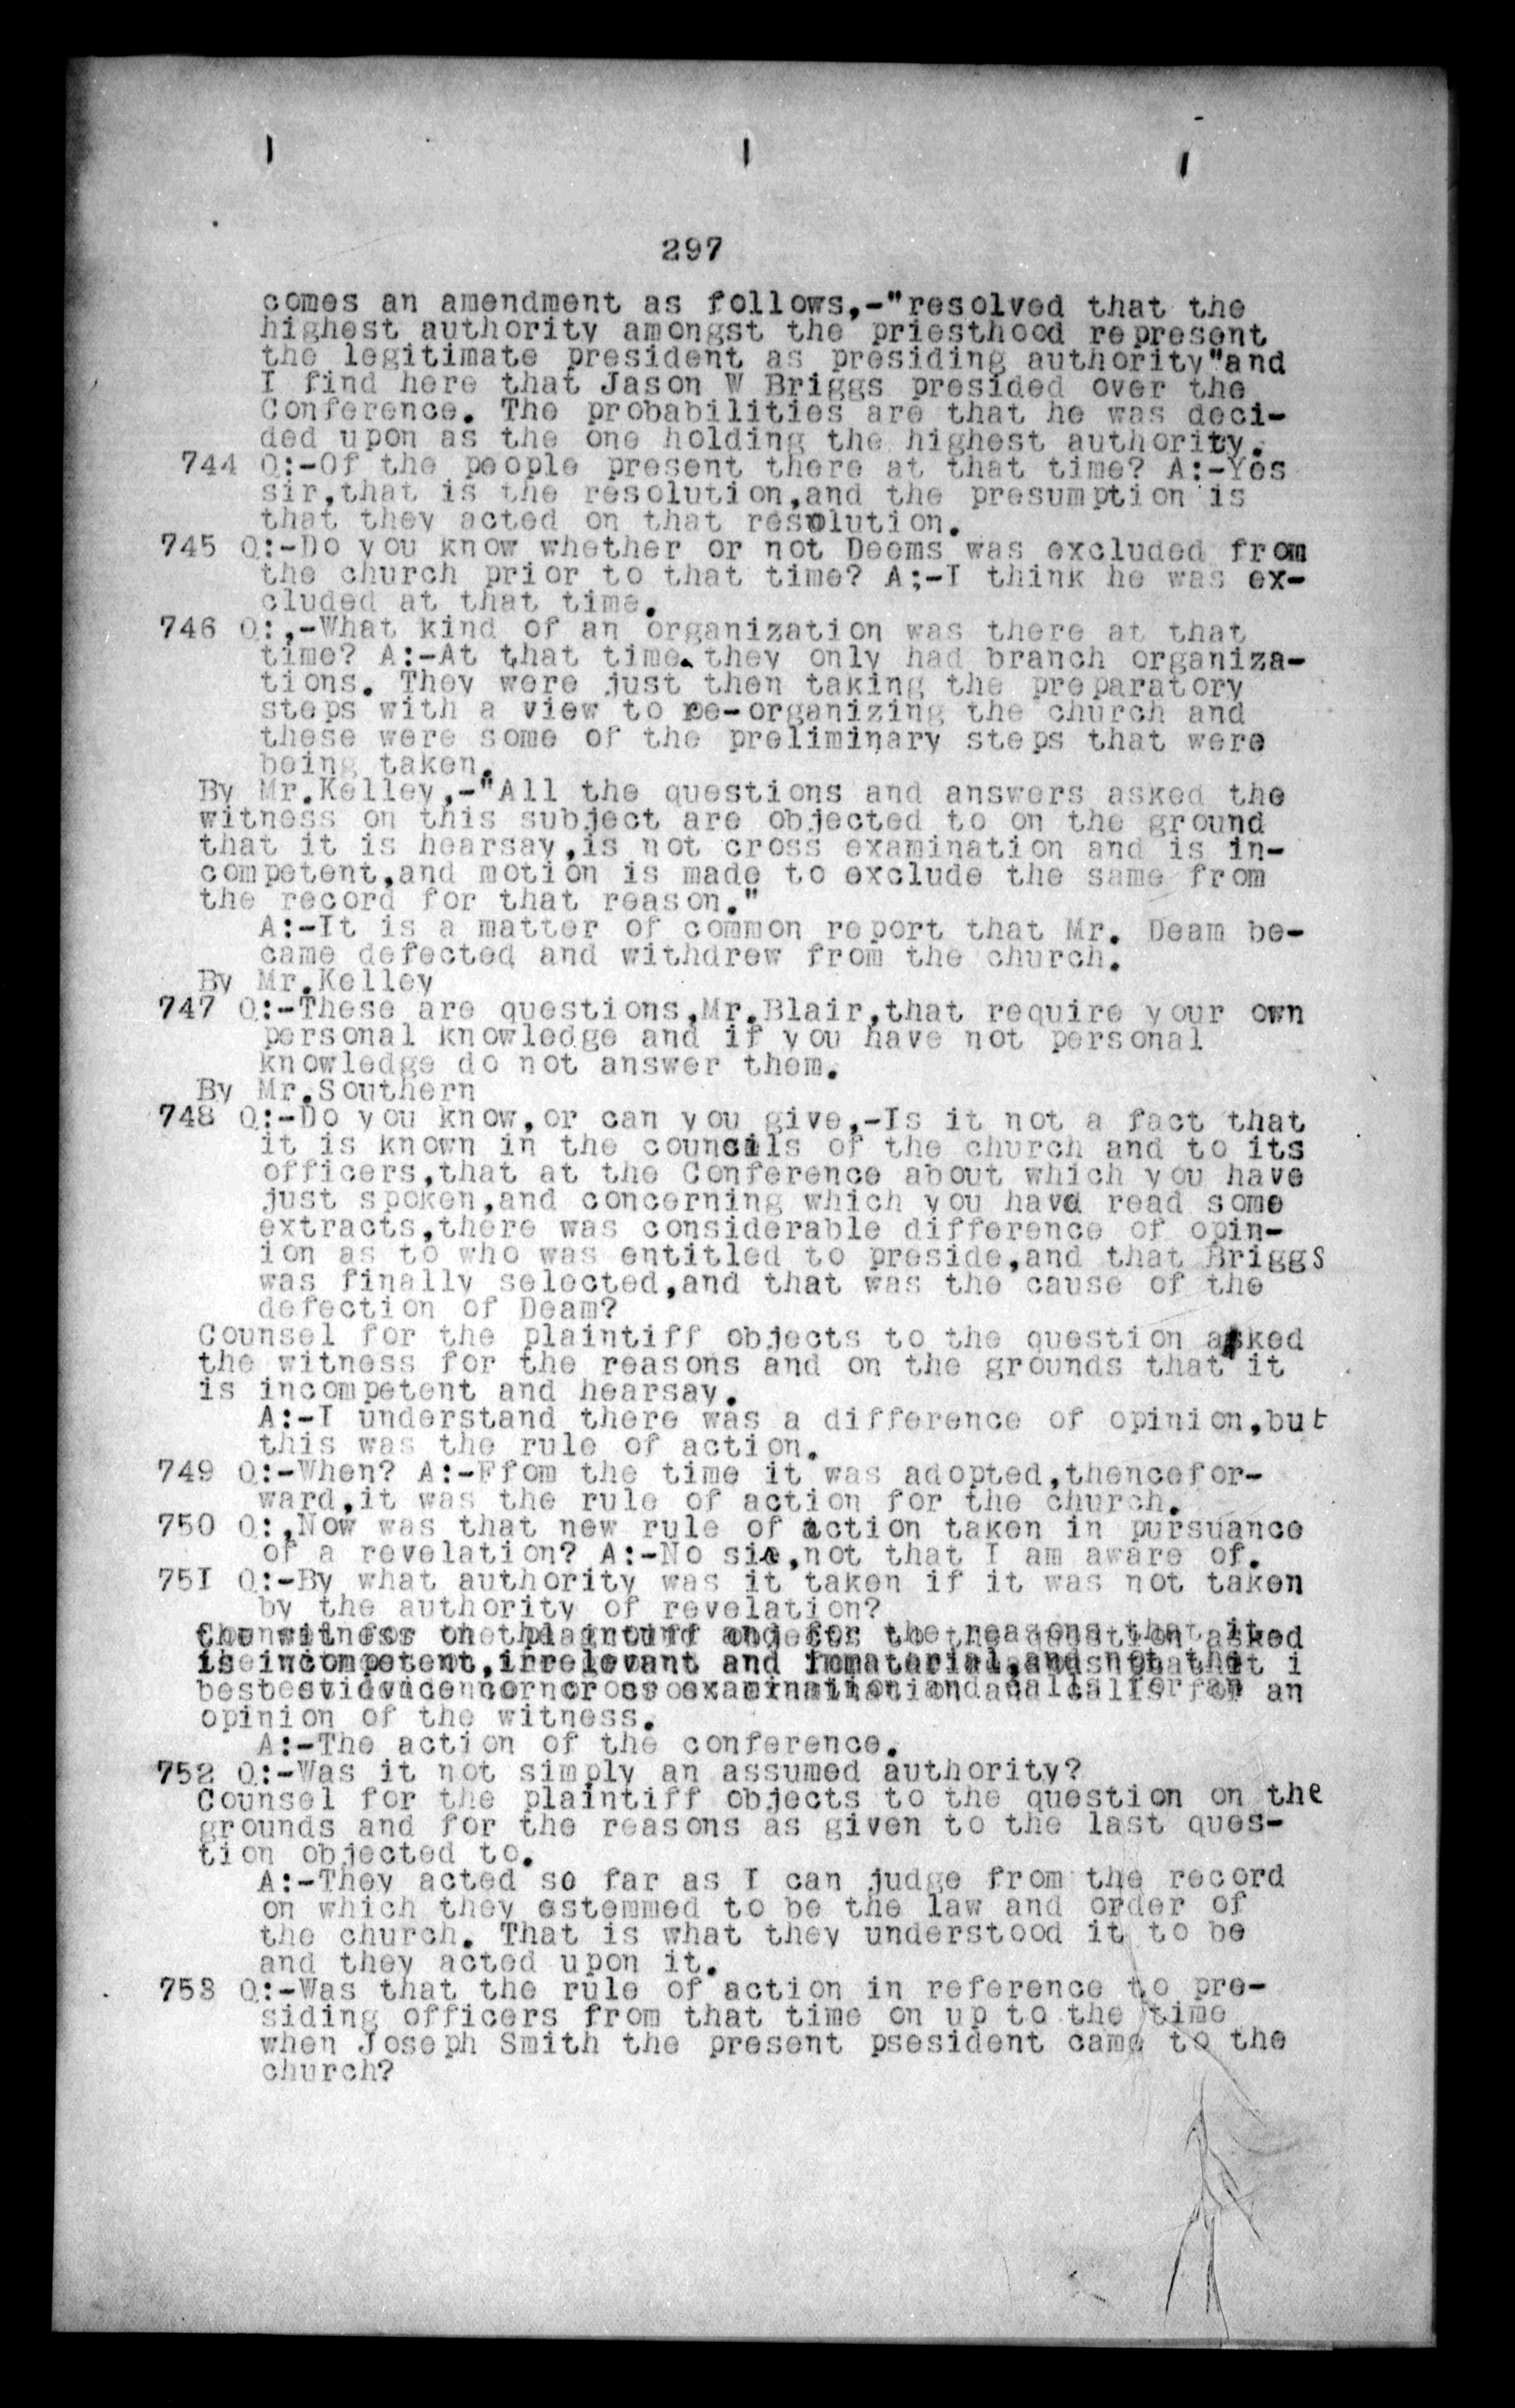 297
comes an amendment as follows,-"resolved that the
highest authority amongst the priesthood represent
the legitimate president as presiding authority"and
I find here that Jason W Briggs presided over the
Conference. The probabilities are that he was deci-
ded upon as the one holding the highest authority.
744 Q:-Of the people present there at that time? A:-Yes
sir,that is the resolution,and the presumption is
that they acted on that resolution.
745 Q:-Do you know whether or not Deems was excluded from
the church prior to that time? A;-I think he was ex-
cluded at that time.
746 Q:,-What kind of an organization was there at that
time? A:-At that time they only had branch organiza-
tions. They were just then taking the preparatory
steps with a view to re-organizing the church and
these were some of the preliminary steps that were
being taken.
By Mr.Kelley,-"All the questions and answers asked the
witness on this subject are objected to on the ground
that it is hearsay,is not cross examination and is in-
competent,and motion is made to exclude the same from
the record for that reason."
A:-It is a matter of common report that Mr. Deam be-
came defected and withdrew from the church.
By Mr.Kelley
747 Q:-These are questions,Mr.Blair,that require your own
personal knowledge and if you have not personal
knowledge do not answer them.
By Mr.Southern
748 Q:-Do you know,or can you give,-Is it not a fact that
it is known in the councils of the church and to its
officers,that at the Conference about which you have
just spoken,and concerning which you have read some
extracts,there was considerable difference of opin-
ion as to who was entitled to preside,and that Briggs
was finally selected,and that was the cause of the
defection of Deam?
Counsel for the plaintiff objects to the question asked
the witness for the reasons and on the grounds that it
is incompetent and hearsay.
A:-I understand there was a difference of opinion,but
this was the rule of action.
749 Q:-When? A:-Ffom the time it was adopted,thencefor-
ward,it was the rule of action for the church.
750 Q:,Now was that new rule of action taken in pursuance
of a revelation? A:-No sir,not that I am aware of.
751 Q:-By what authority was it taken if it was not taken
by the authority of revelation?
asked
incompetent,irrelevant and
an
opinion of the witness.
A:-The action of the conference.
752 Q:-Was it not simply an assumed authority?
Counsel for the plaintiff objects to the question on the
grounds and for the reasons as given to the last ques-
tion objected to.
A:-They acted so far as I can judge from the record
on which they estemmed to be the law and order of
the church. That is what they understood it to be
and they acted upon it.
753 Q:-Was that the rule of action in reference to pre-
siding officers from that time on up to the time
when Joseph Smith the present psesident came to the
church?